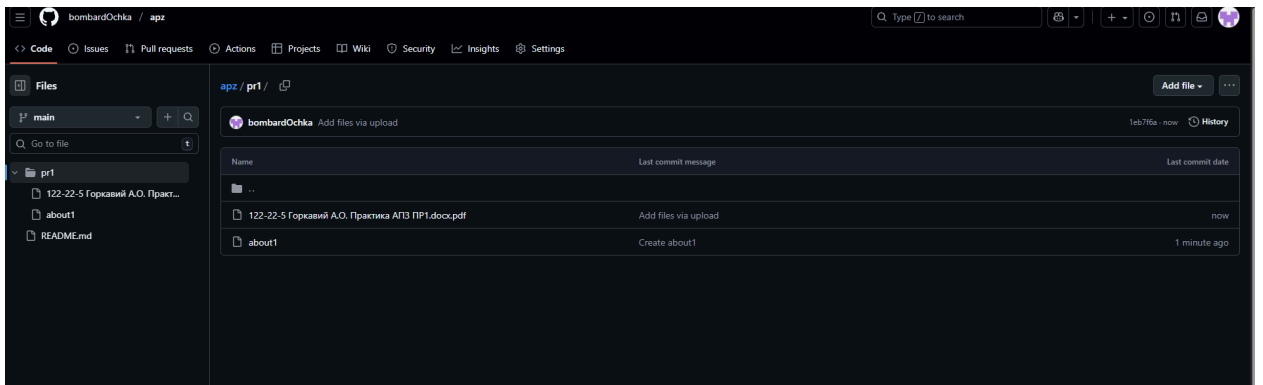 bombardOchka / apz
Type / to search
Code Issues Pull requests Actions Projects Wiki Security Insights Settings
Files
apz / pr1 /
Add file
main
bombardOchka Add files via upload
1eb7f6a · now History
Go to file
t
Name Last commit message Last commit date
pr1
..
122-22-5 Горкавий А.О. Практ...
122-22-5 Горкавий А.О. Практика АПЗ ПР1.docx.pdf Add files via upload now
about1
about1 Create about1 1 minute ago
README.md